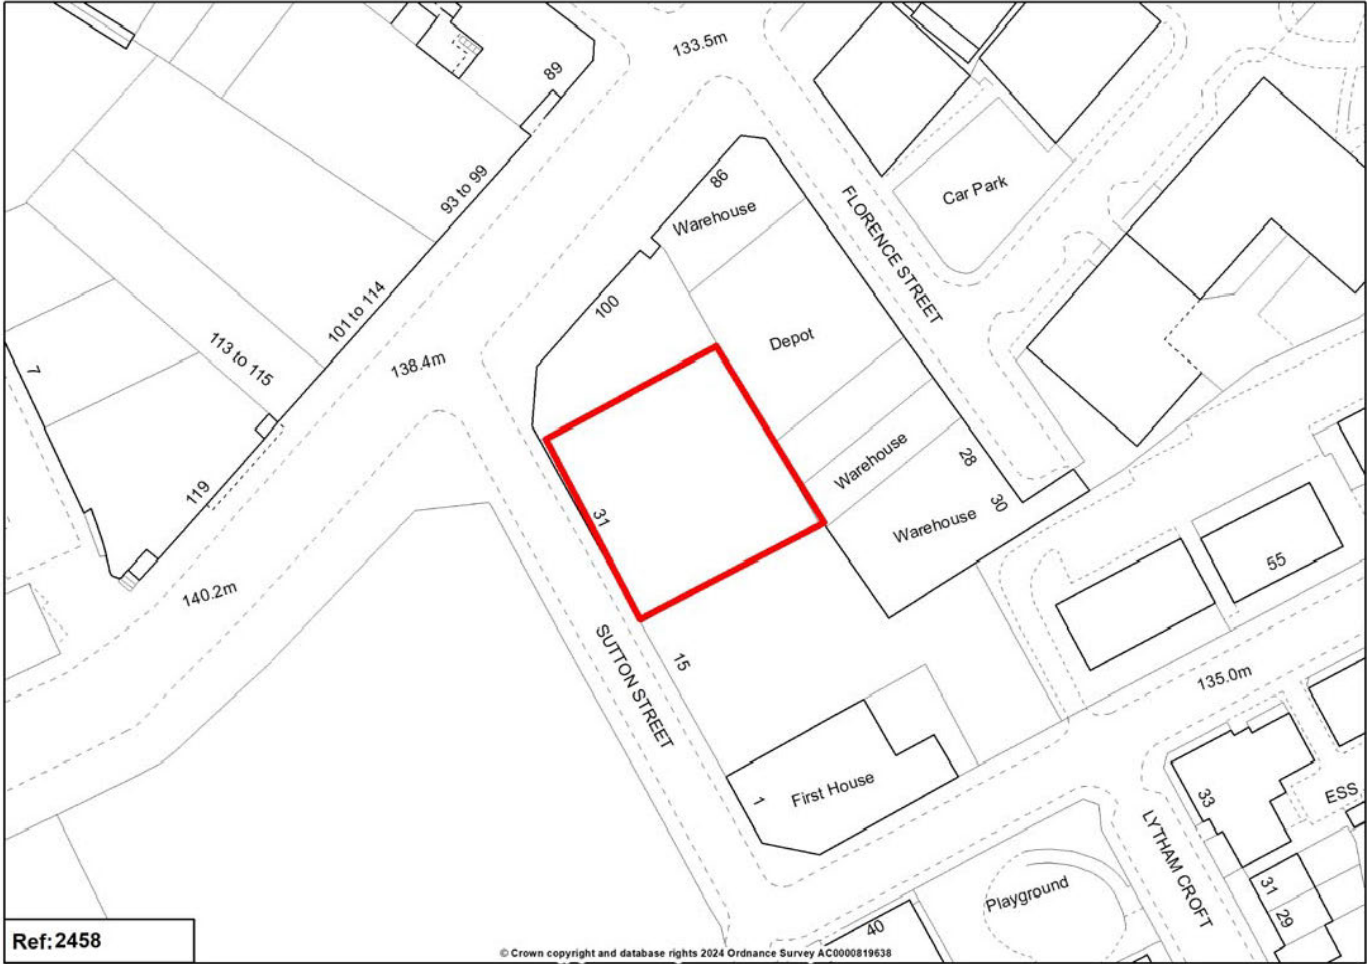 133.5m
89
86
Warehouse
93 to 99
Car Park
FLORENCE STREET
100
101 to 114
Depot
113 to 115
7
138.4m
Warehouse
28
119
31
30
Warehouse
55
140.2m
SUTTON STREET
15
135.0m
1
First House
33
ESS
LYTHAM CROFT
Playground
31
29
40
Ref:2458
© Crown copyright and database rights 2024 Ordnance Survey AC0000819638